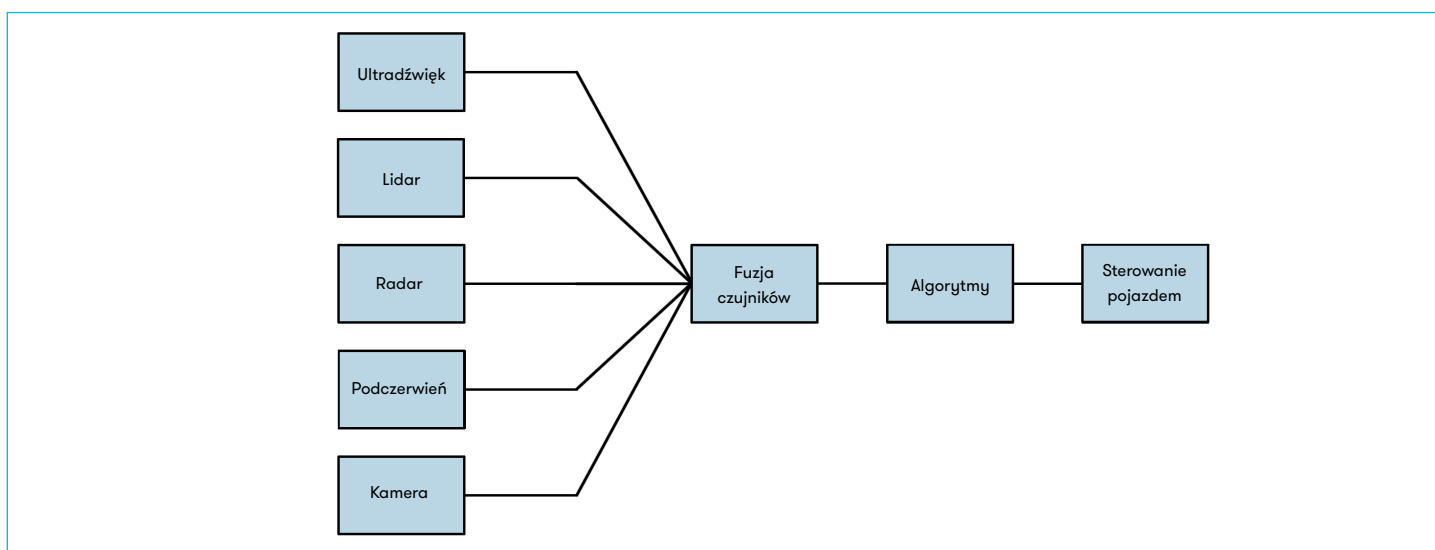 Ultradźwięk
Lidar
Radar
Podczerwień
Kamera
Fuzja
czujników
Algorytmy
Sterowanie
pojazdem